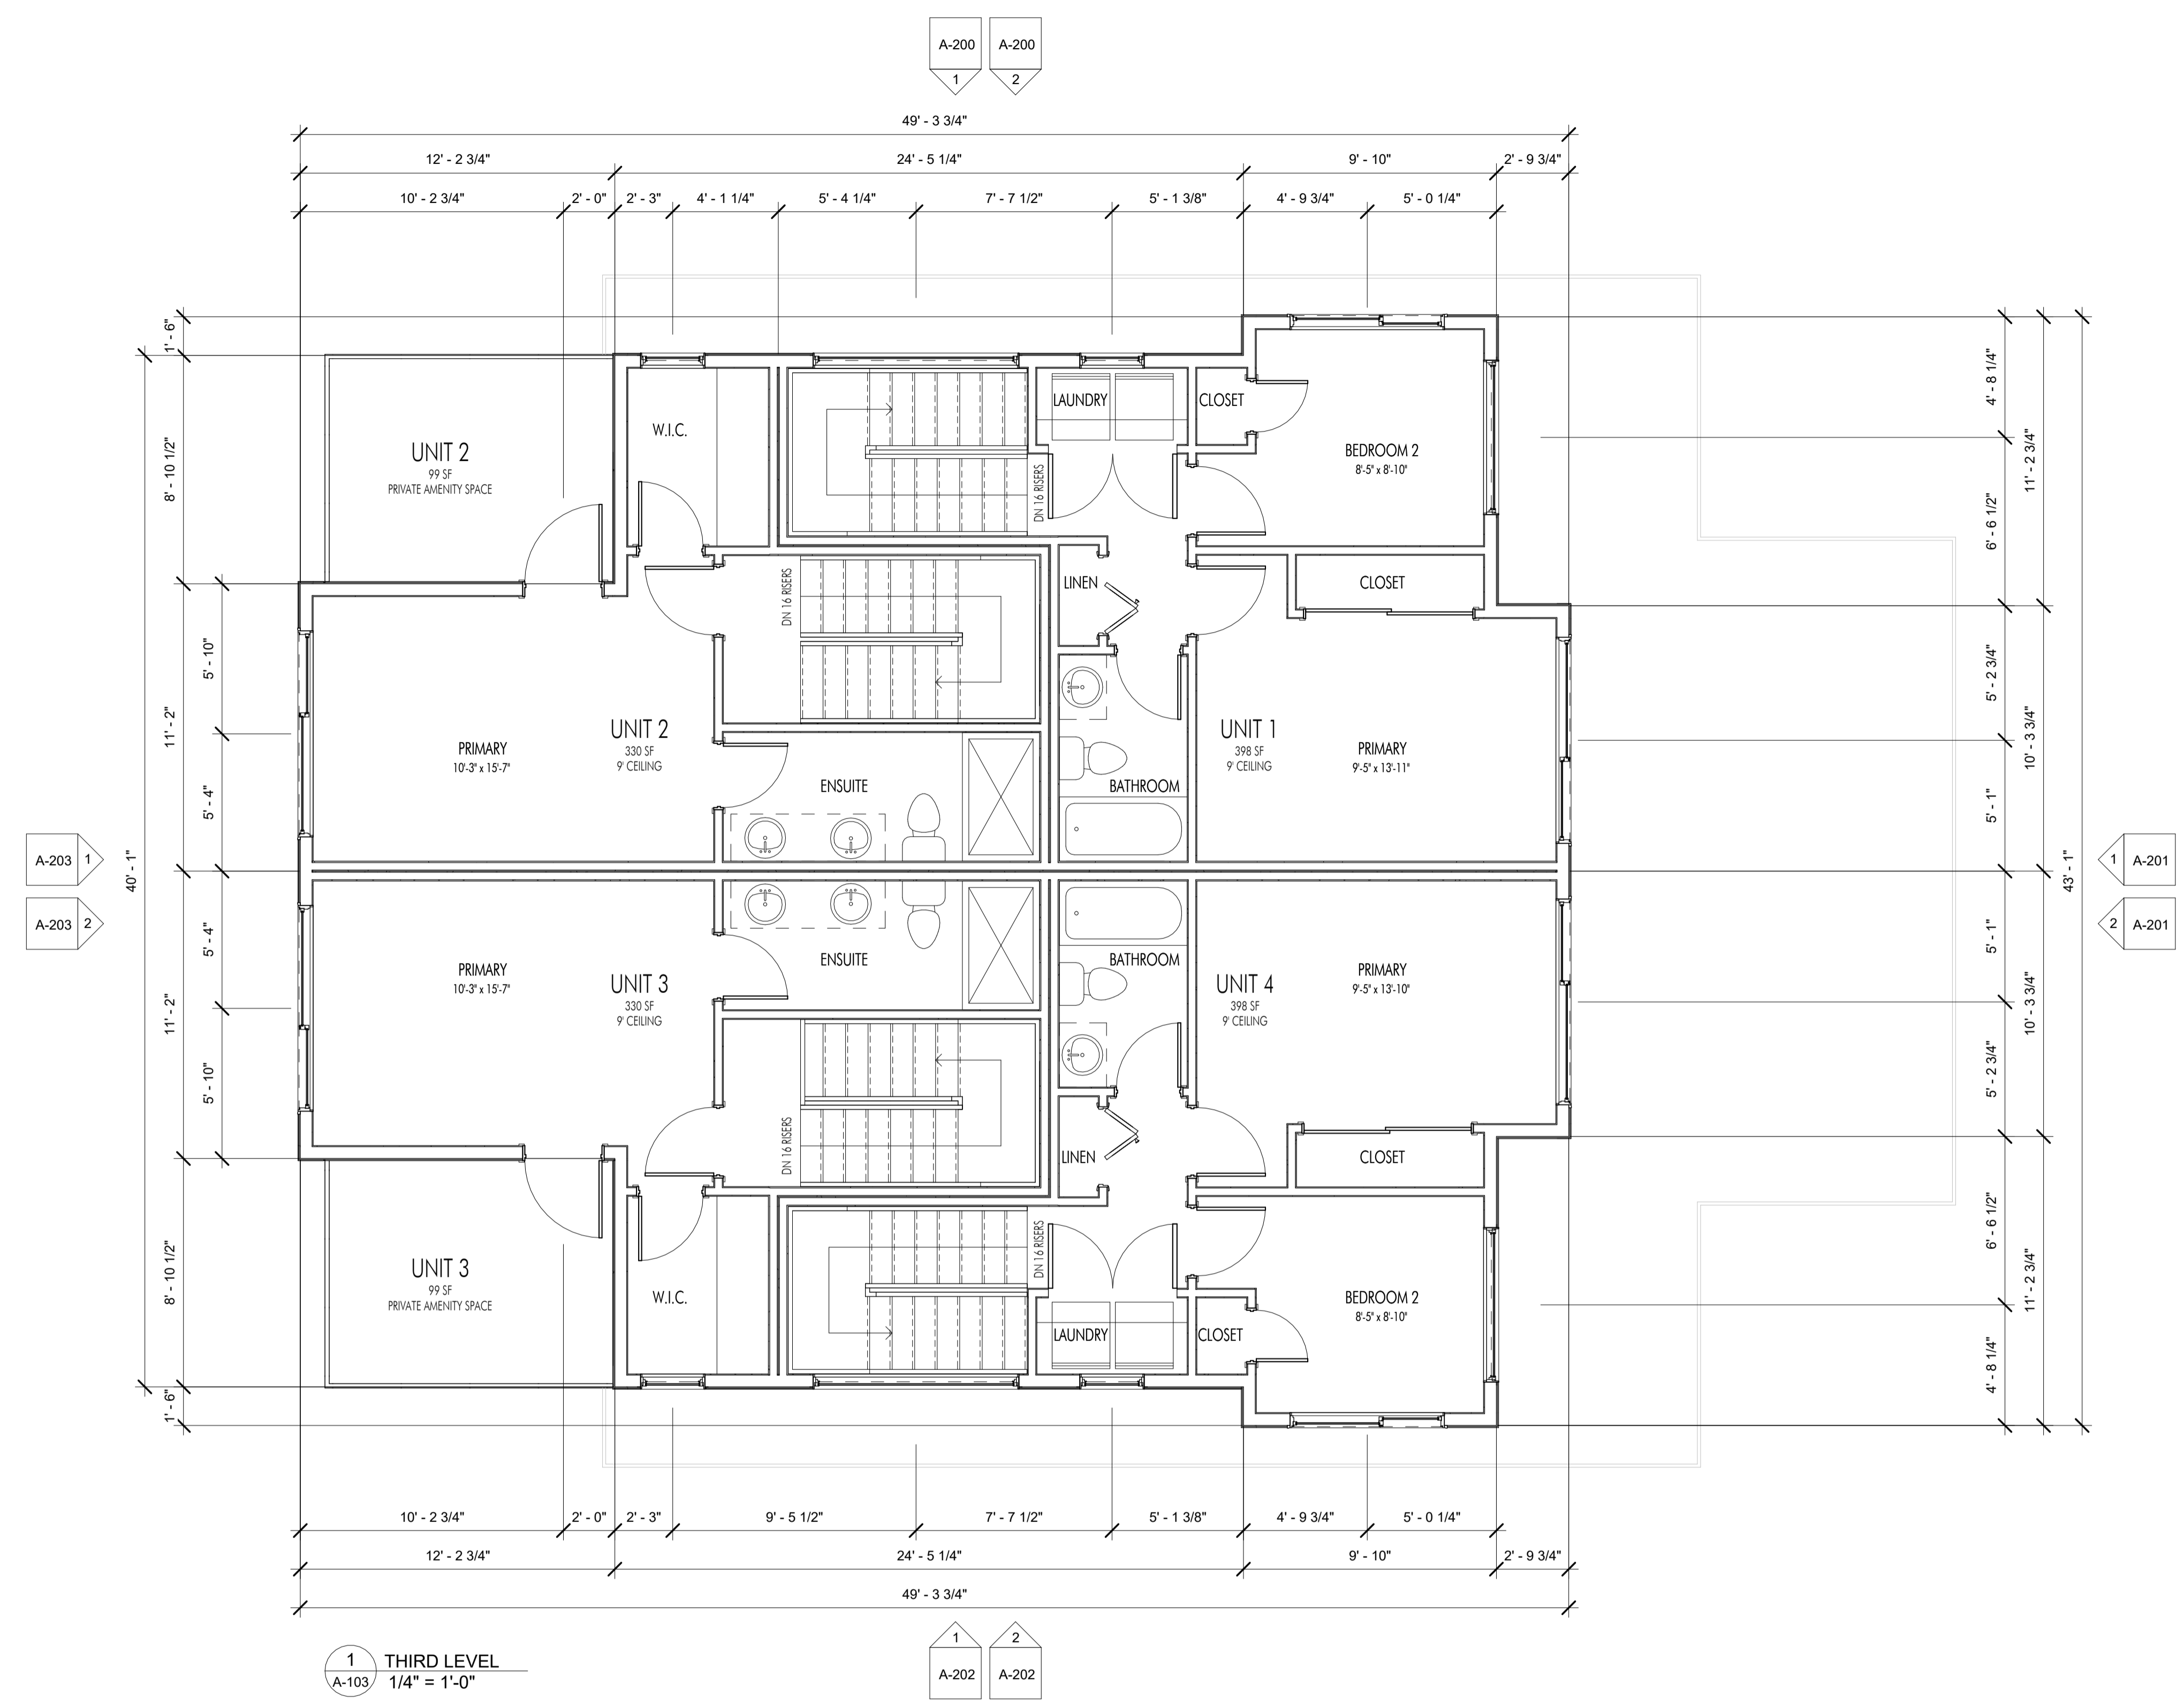 A-200 A-200
1 2
49' - 3 3/4"
12' - 2 3/4" 24' - 5 1/4" 9' - 10" 2' - 9 3/4"
10' - 2 3/4" 2' - 0" 2' - 3" 4' - 1 1/4" 5' - 4 1/4" 7' - 7 1/2" 5' - 1 3/8" 4' - 9 3/4" 5' - 0 1/4"
1' - 6"
8' - 10 1/2"
11' - 2"
11' - 2"
8' - 10 1/2"
1' - 6"
40' - 1"
5' - 10"
5' - 4"
5' - 4"
5' - 10"
A-203 1
A-203 2
UNIT 2
99 SF
PRIVATE AMENITY SPACE
W.I.C.
DN 16 RISERS
LAUNDRY
CLOSET
BEDROOM 2
8'-5" x 8'-10"
DN 16 RISERS
LINEN
CLOSET
PRIMARY
10'-3" x 15'-7"
UNIT 2
330 SF
9' CEILING
ENSUITE
BATHROOM
UNIT 1
398 SF
9' CEILING
PRIMARY
9'-5" x 13'-11"
PRIMARY
10'-3" x 15'-7"
UNIT 3
330 SF
9' CEILING
ENSUITE
BATHROOM
UNIT 4
398 SF
9' CEILING
PRIMARY
9'-5" x 13'-10"
DN 16 RISERS
LINEN
CLOSET
UNIT 3
99 SF
PRIVATE AMENITY SPACE
W.I.C.
DN 16 RISERS
LAUNDRY
CLOSET
BEDROOM 2
8'-5" x 8'-10"
4' - 8 1/4"
6' - 6 1/2"
5' - 2 3/4"
5' - 1"
5' - 1"
5' - 2 3/4"
6' - 6 1/2"
4' - 8 1/4"
11' - 2 3/4"
10' - 3 3/4"
10' - 3 3/4"
11' - 2 3/4"
43' - 1"
1 A-201
2 A-201
10' - 2 3/4" 2' - 0" 2' - 3" 9' - 5 1/2" 7' - 7 1/2" 5' - 1 3/8" 4' - 9 3/4" 5' - 0 1/4"
12' - 2 3/4" 24' - 5 1/4" 9' - 10" 2' - 9 3/4"
49' - 3 3/4"
1 2
A-202 A-202
1 THIRD LEVEL
A-103 1/4" = 1'-0"